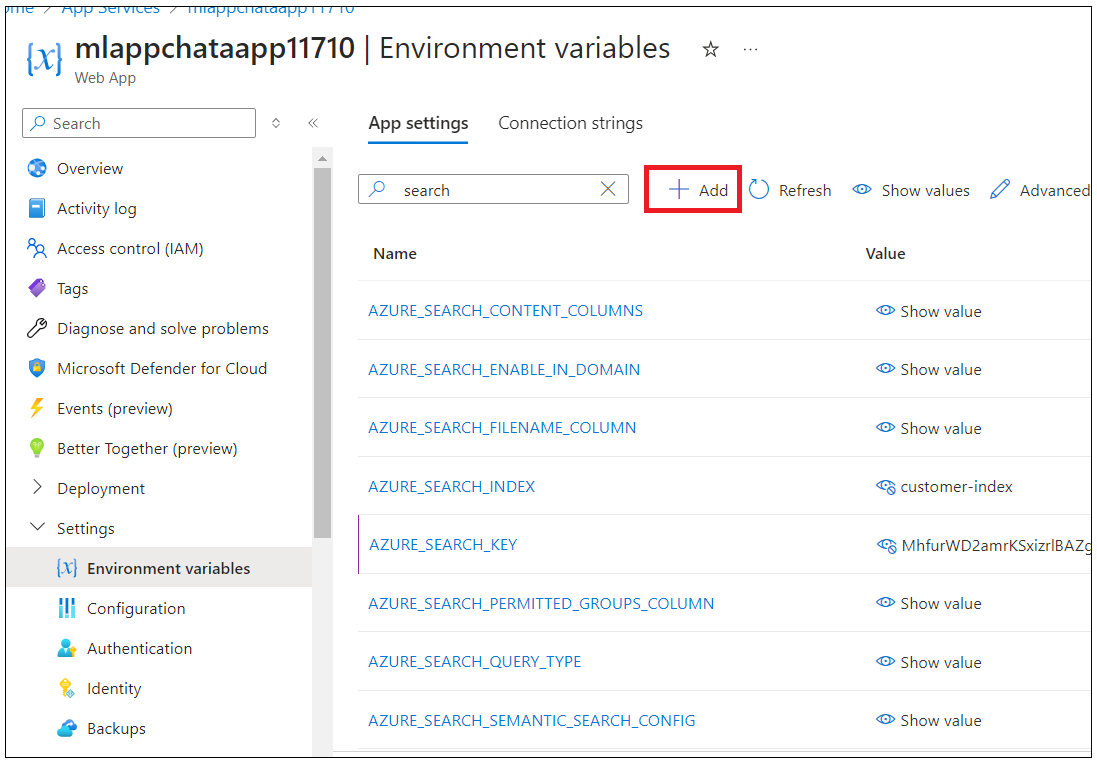 Home > App Services > mlappchataapp11710
mlappchataapp11710 | Environment variables
Web App
Search
App settings
Connection strings
Overview
Activity log
Access control (IAM)
Tags
Diagnose and solve problems
Microsoft Defender for Cloud
Events (preview)
Better Together (preview)
Deployment
Settings
Environment variables
Configuration
Authentication
Identity
Backups
search
Add
Refresh
Show values
Advanced
Name Value
AZURE_SEARCH_CONTENT_COLUMNS Show value
AZURE_SEARCH_ENABLE_IN_DOMAIN Show value
AZURE_SEARCH_FILENAME_COLUMN Show value
AZURE_SEARCH_INDEX customer-index
AZURE_SEARCH_KEY MhfurWD2amrKSxizrlBAZg
AZURE_SEARCH_PERMITTED_GROUPS_COLUMN Show value
AZURE_SEARCH_QUERY_TYPE Show value
AZURE_SEARCH_SEMANTIC_SEARCH_CONFIG Show value